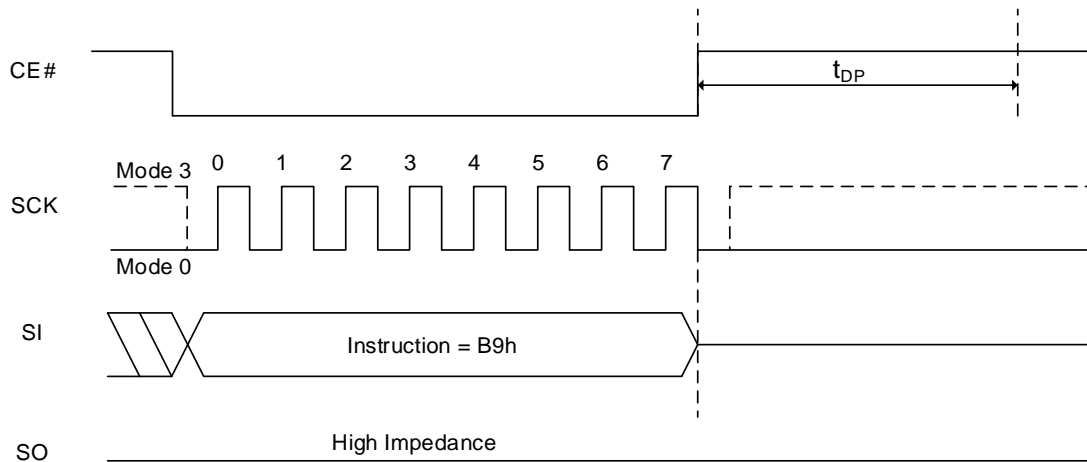 CE#
tDP
Mode 3
0 1 2 3 4 5 6 7
SCK
Mode 0
SI
Instruction = B9h
SO
High Impedance